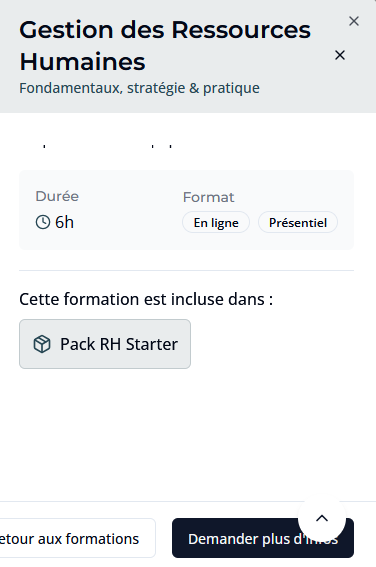 Gestion des Ressources
Humaines
Fondamentaux, stratégie & pratique
Durée
Format
6h
En ligne
Présentiel
Cette formation est incluse dans :
Pack RH Starter
etour aux formations
Demander plus d'infos